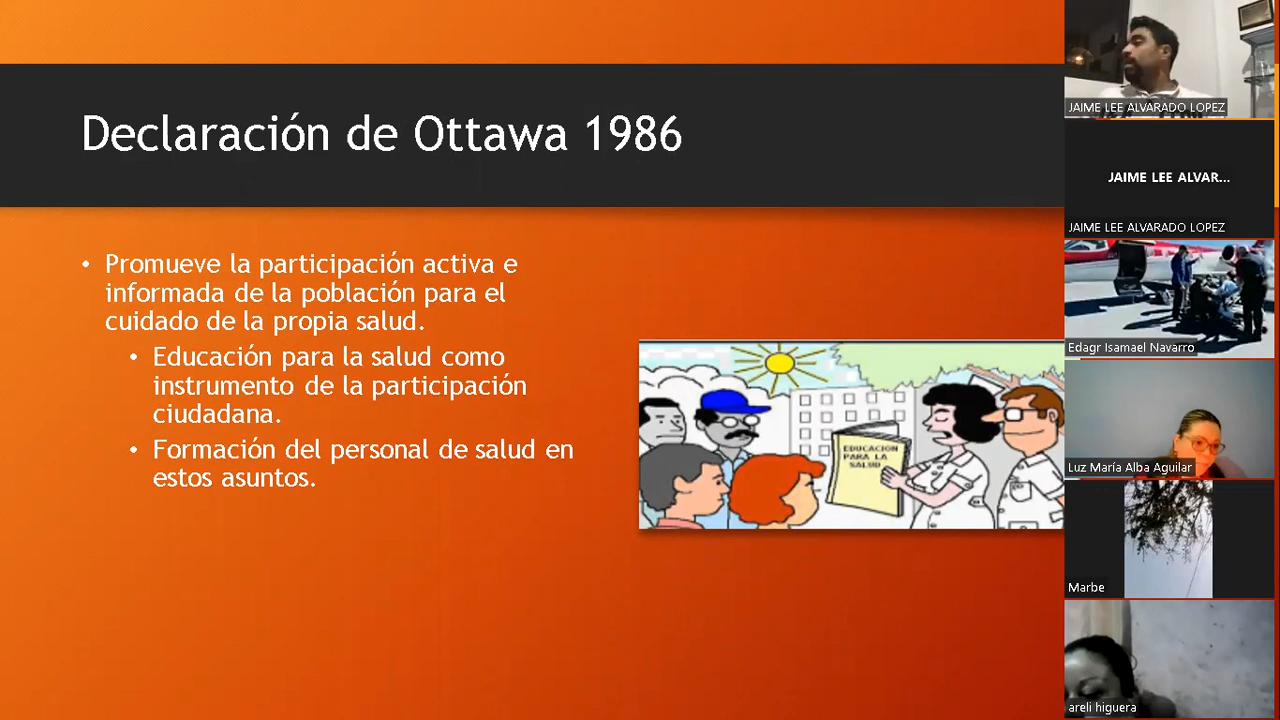 Declaración de Ottawa 1986
• Promueve la participación activa e
informada de la población para el
cuidado de la propia salud.
• Educación para la salud como
instrumento de la participación
ciudadana.
• Formación del personal de salud en
estos asuntos.
EDUCACION
PARA LA
SALUD
JAIME LEE ALVARADO LOPEZ
JAIME LEE ALVAR...
JAIME LEE ALVARADO LOPEZ
Edagr Isamael Navarro
Luz María Alba Aguilar
Marbe
areli higuera